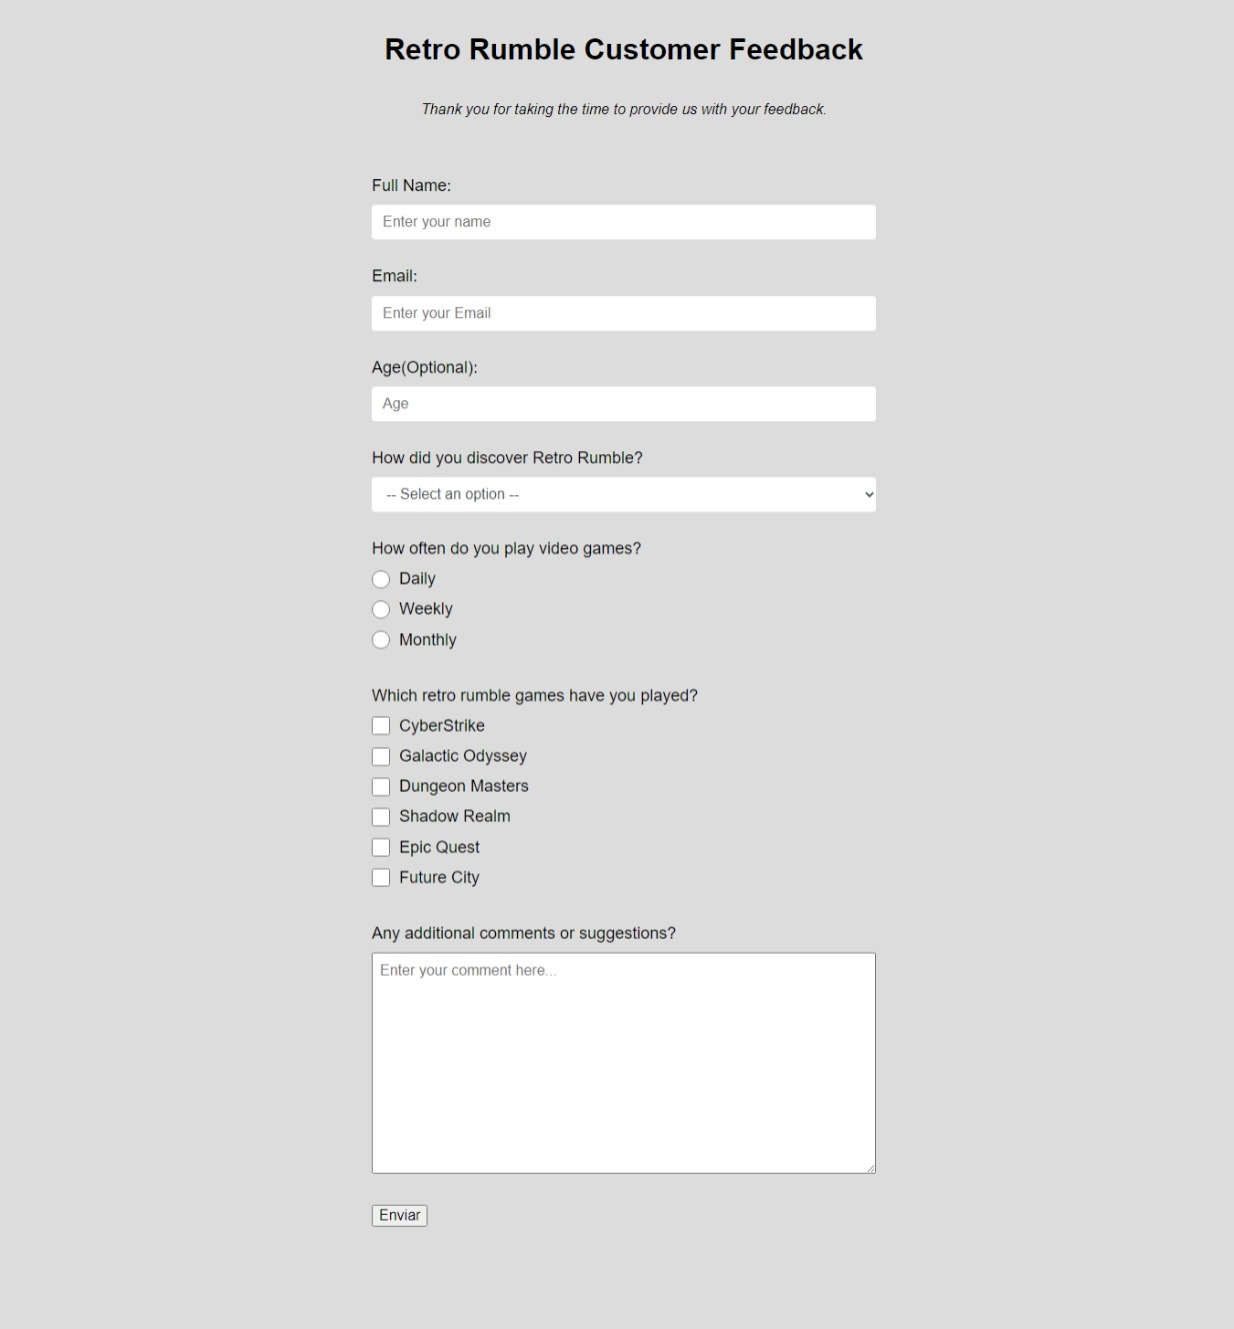 Retro Rumble Customer Feedback
Thank you for taking the time to provide us with your feedback.
Full Name:
Enter your name
Email:
Enter your Email
Age(Optional):
Age
How did you discover Retro Rumble?
-- Select an option --
How often do you play video games?
Daily
Weekly
Monthly
Which retro rumble games have you played?
CyberStrike
Galactic Odyssey
Dungeon Masters
Shadow Realm
Epic Quest
Future City
Any additional comments or suggestions?
Enter your comment here...
Enviar